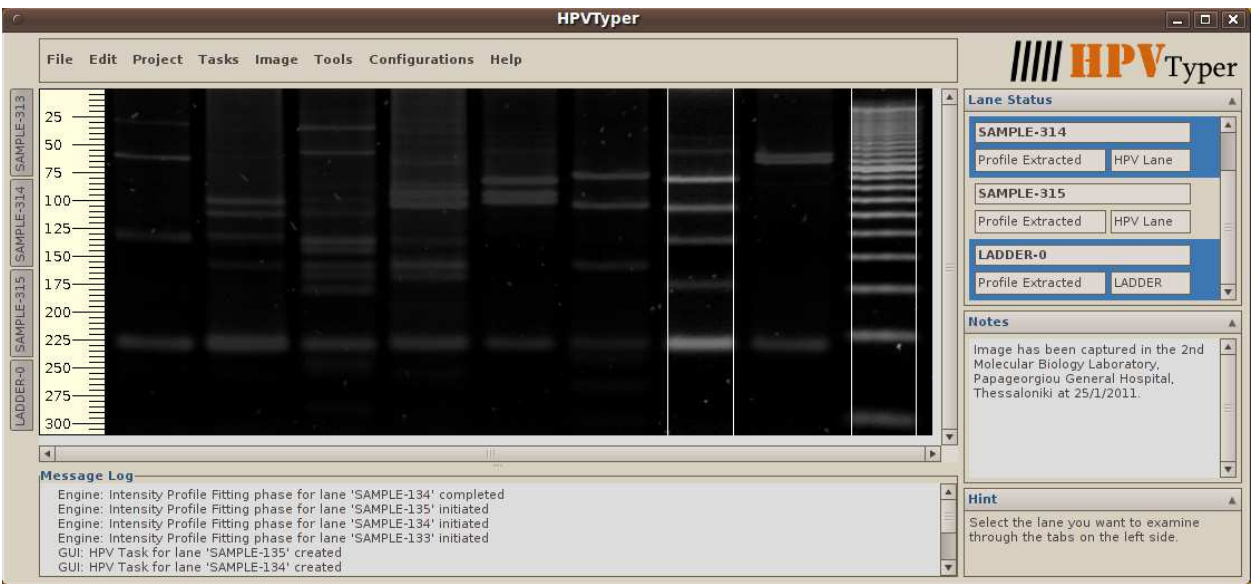 HPVTyper
File Edit Project Tasks Image Tools Configurations Help
HPVTyper
SAMPLE-313
SAMPLE-314
SAMPLE-315
LADDER-0
25
50
75
100
125
150
175
200
225
250
275
300
Lane Status
SAMPLE-314
Profile Extracted HPV Lane
SAMPLE-315
Profile Extracted HPV Lane
LADDER-0
Profile Extracted LADDER
Notes
Image has been captured in the 2nd
Molecular Biology Laboratory,
Papageorgiou General Hospital,
Thessaloniki at 25/1/2011.
Message Log
Engine: Intensity Profile Fitting phase for lane 'SAMPLE-134' completed
Engine: Intensity Profile Fitting phase for lane 'SAMPLE-135' initiated
Engine: Intensity Profile Fitting phase for lane 'SAMPLE-134' initiated
Engine: Intensity Profile Fitting phase for lane 'SAMPLE-133' initiated
GUI: HPV Task for lane 'SAMPLE-135' created
GUI: HPV Task for lane 'SAMPLE-134' created
Hint
Select the lane you want to examine
through the tabs on the left side.